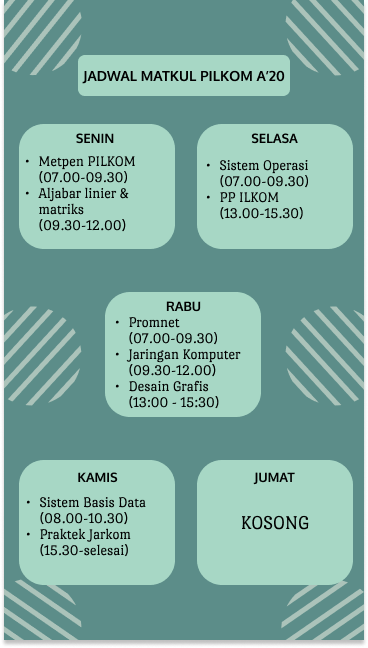 JADWAL MATKUL PILKOM A'20
SENIN
• Metpen PILKOM
(07.00-09.30)
• Aljabar linier &
matriks
(09.30-12.00)
SELASA
• Sistem Operasi
(07.00-09.30)
• PP ILKOM
(13.00-15.30)
RABU
• Promnet
(07.00-09.30)
• Jaringan Komputer
(09.30-12.00)
• Desain Grafis
(13:00 - 15:30)
KAMIS
• Sistem Basis Data
(08.00-10.30)
• Praktek Jarkom
(15.30-selesai)
JUMAT
KOSONG